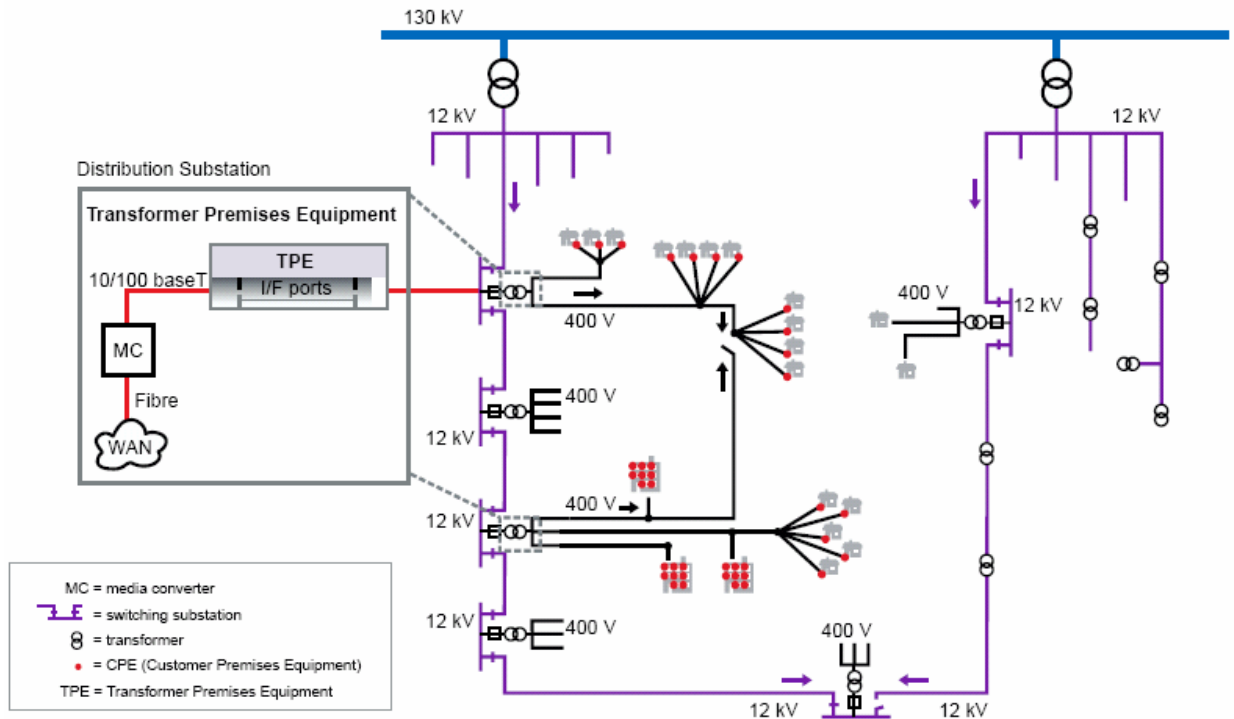 130 kV
12 kV
12 kV
Distribution Substation
Transformer Premises Equipment
TPE
10/100 baseT
I/F ports
MC
Fibre
WAN
400 V
400 V
12 kV
400 V
12 kV
400 V
12 kV
12 kV
400 V
400 V
12 kV
12 kV
MC = media converter
= switching substation
= transformer
= CPE (Customer Premises Equipment)
TPE = Transformer Premises Equipment